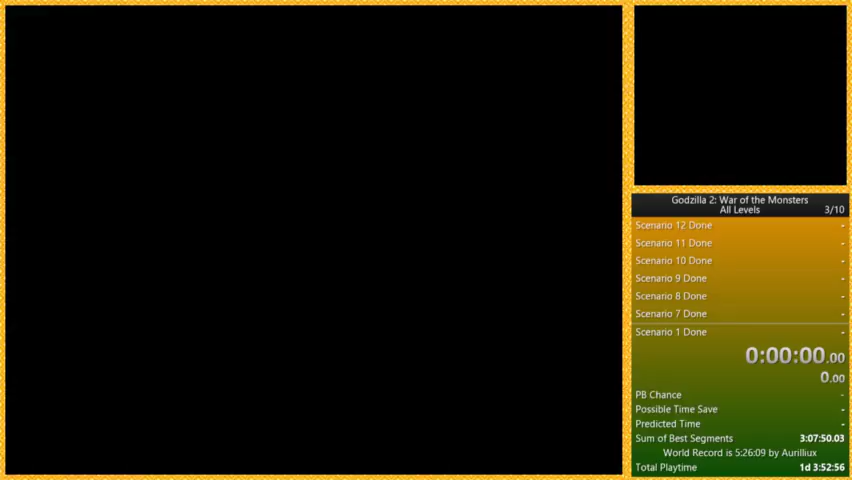 Godzilla 2: War of the Monsters
All Levels 3/10
Scenario 12 Done -
Scenario 11 Done -
Scenario 10 Done -
Scenario 9 Done -
Scenario 8 Done -
Scenario 7 Done -
Scenario 1 Done -
0:00:00.00
0.00
PB Chance -
Possible Time Save -
Predicted Time -
Sum of Best Segments 3:07:50.03
World Record is 5:26:09 by Aurilliux
Total Playtime 1d 3:52:56